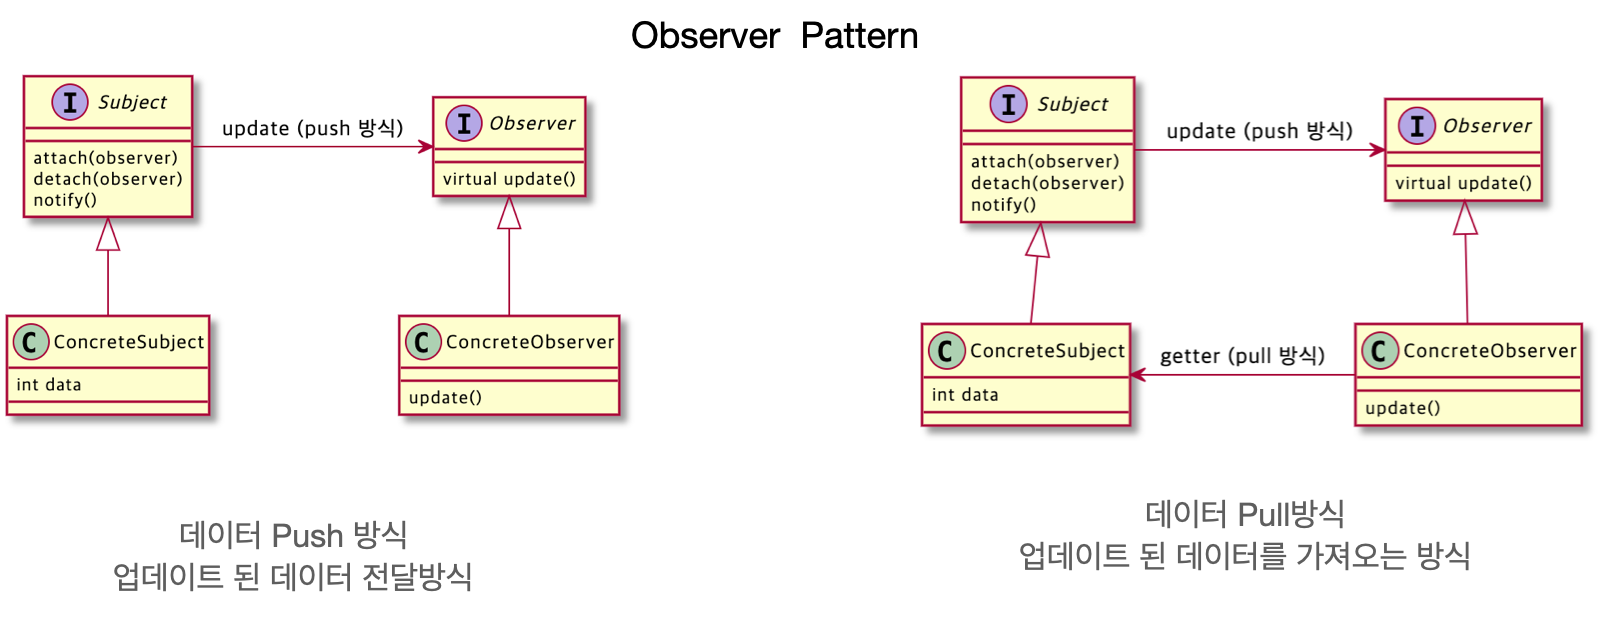 Observer Pattern
I Subject
attach(observer)
detach(observer)
notify()
update (push 방식)
I Observer
virtual update()
C ConcreteSubject
int data
C ConcreteObserver
update()
데이터 Push 방식
업데이트 된 데이터 전달방식
I Subject
attach(observer)
detach(observer)
notify()
update (push 방식)
I Observer
virtual update()
C ConcreteSubject
int data
getter (pull 방식)
C ConcreteObserver
update()
데이터 Pull방식
업데이트 된 데이터를 가져오는 방식